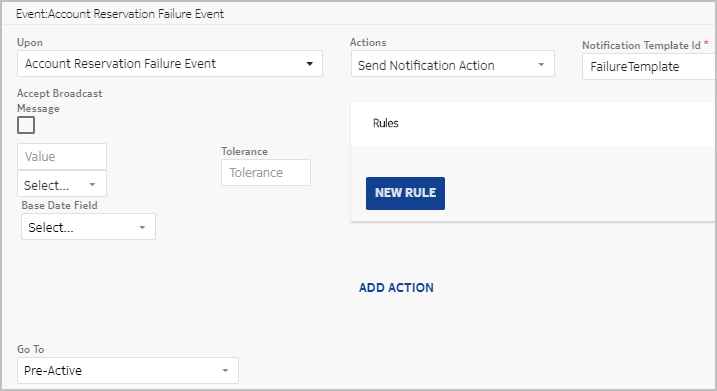 Event:Account Reservation Failure Event
Upon
Account Reservation Failure Event
Actions
Send Notification Action
Notification Template Id *
FailureTemplate
Accept Broadcast
Message
Rules
Value
Tolerance
Tolerance
Select...
NEW RULE
Base Date Field
Select...
ADD ACTION
Go To
Pre-Active